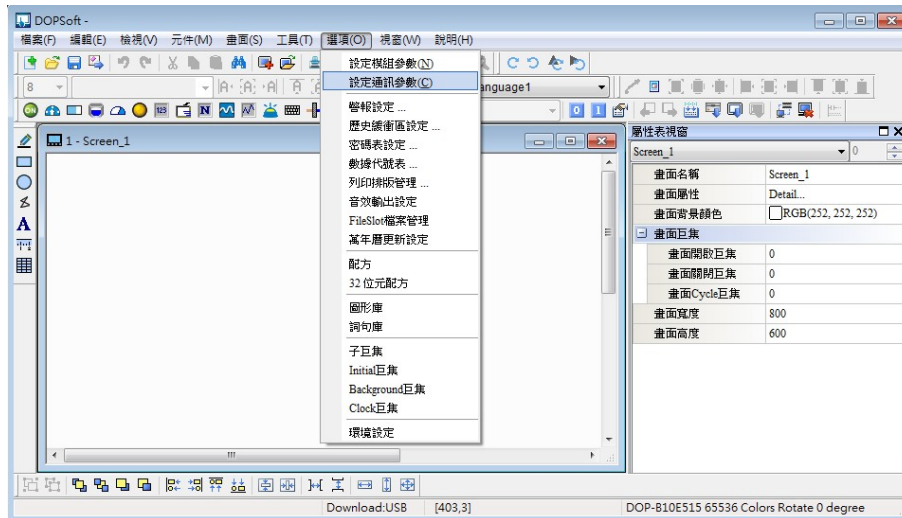 DOPSoft -
檔案(F) 編輯(E) 檢視(V) 元件(M) 畫面(S) 工具(T) 選項(O) 視窗(W) 說明(H)
設定模組參數(N)
設定通訊參數(C)
警報設定 ...
歷史緩衝區設定 ...
密碼表設定 ...
數據代號表 ...
列印排版管理 ...
音效輸出設定
FileSlot檔案管理
萬年曆更新設定
配方
32 位元配方
圖形庫
詞句庫
子巨集
Initial巨集
Background巨集
Clock巨集
環境設定
8
anguage1
1 - Screen_1
屬性表視窗
Screen_1 0
畫面名稱 Screen_1
畫面屬性 Detail...
畫面背景顏色 RGB(252, 252, 252)
畫面巨集
畫面開啟巨集 0
畫面關閉巨集 0
畫面Cycle巨集 0
畫面寬度 800
畫面高度 600
Download:USB [403,3] DOP-B10E515 65536 Colors Rotate 0 degree